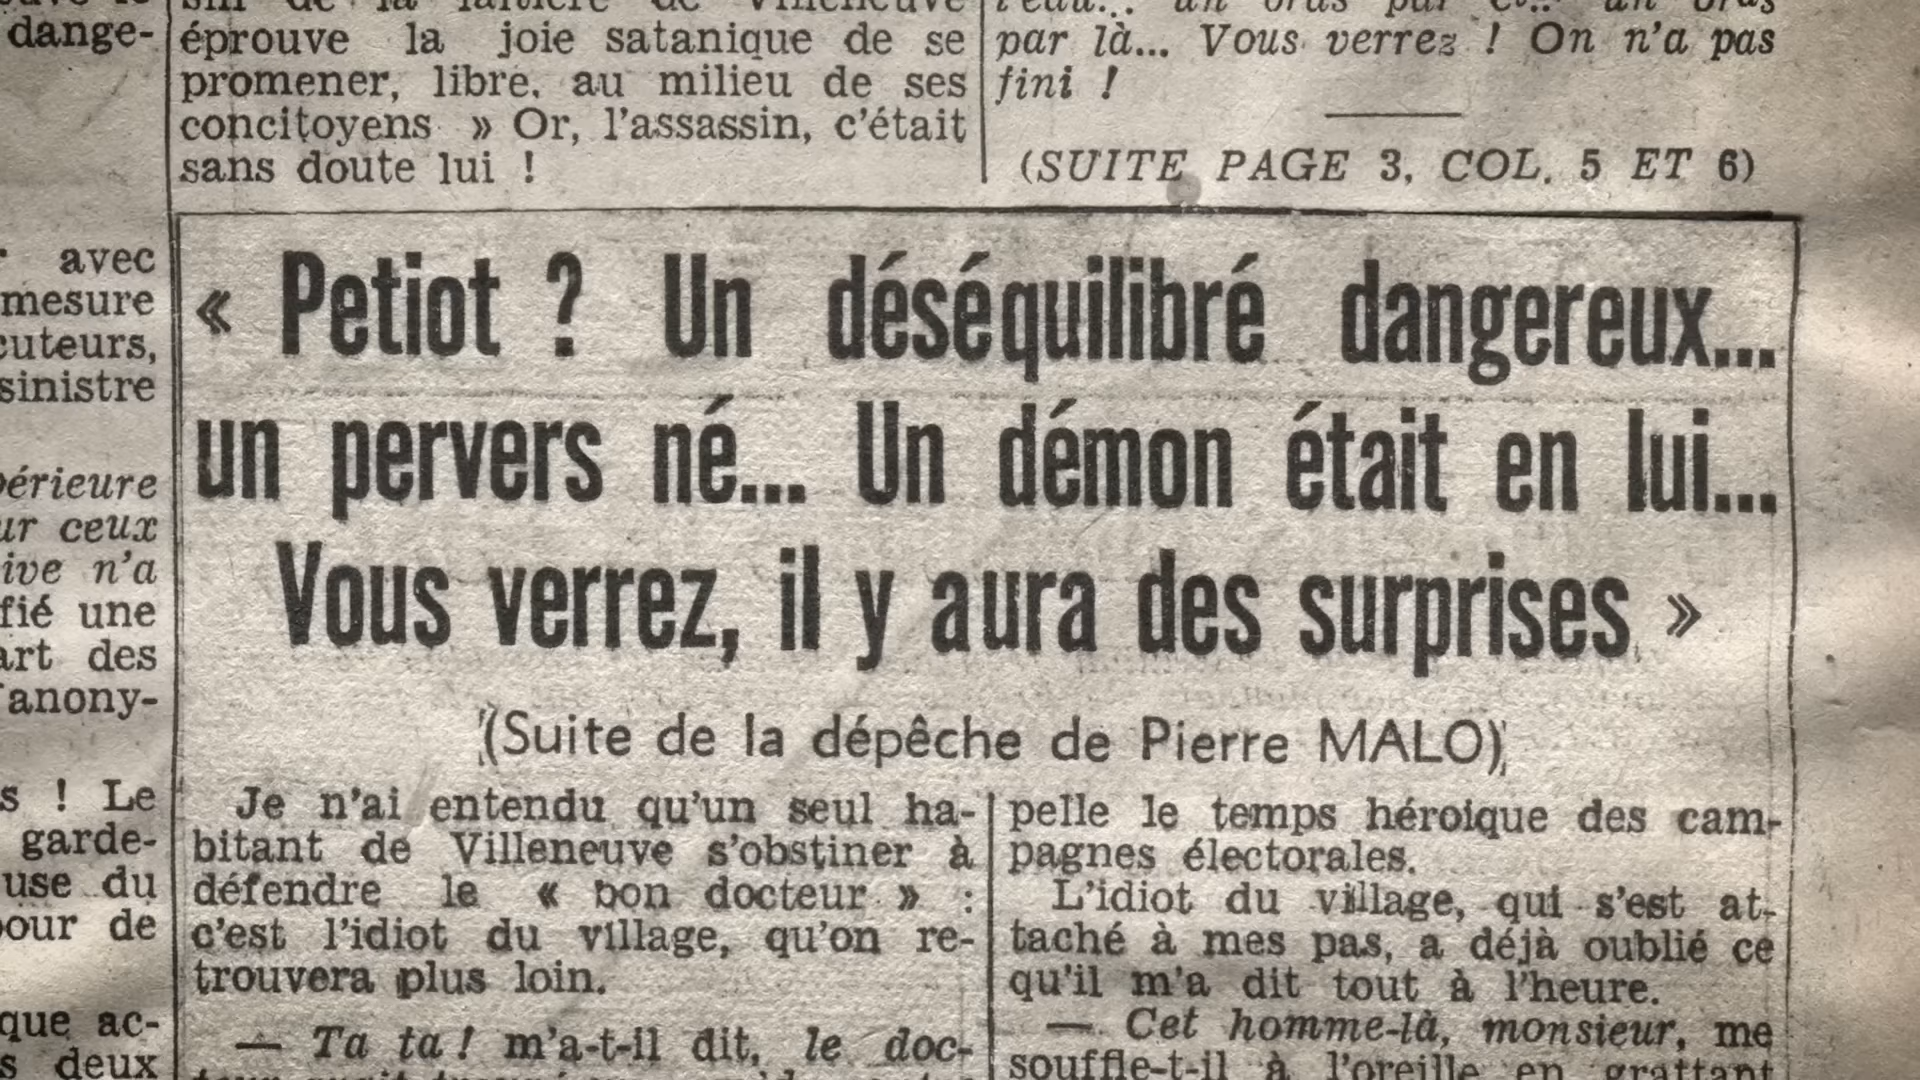 dange-
avec
mesure
cuteurs,
sinistre
périeure
ur ceux
ive n'a
fié une
art des
anony-
s ! Le
garde-
use du
pour de
que ac-
s deux
sin de la laitière de Villeneuve
éprouve la joie satanique de se
promener, libre, au milieu de ses
concitoyens » Or, l'assassin, c'était
sans doute lui !
l'eau... un bras par ci... un bras
par là... Vous verrez ! On n'a pas
fini !
(SUITE PAGE 3, COL. 5 ET 6)
« Petiot ? Un déséquilibré dangereux...
un pervers né... Un démon était en lui...
Vous verrez, il y aura des surprises »
(Suite de la dépêche de Pierre MALO)
Je n'ai entendu qu'un seul ha-
bitant de Villeneuve s'obstiner à
défendre le « bon docteur » :
c'est l'idiot du village, qu'on re-
trouvera plus loin.
— Ta ta ! m'a-t-il dit, le doc-
pelle le temps héroïque des cam-
pagnes électorales.
L'idiot du village, qui s'est at-
taché à mes pas, a déjà oublié ce
qu'il m'a dit tout à l'heure.
— Cet homme-là, monsieur, me
souffle-t-il à l'oreille en grattant